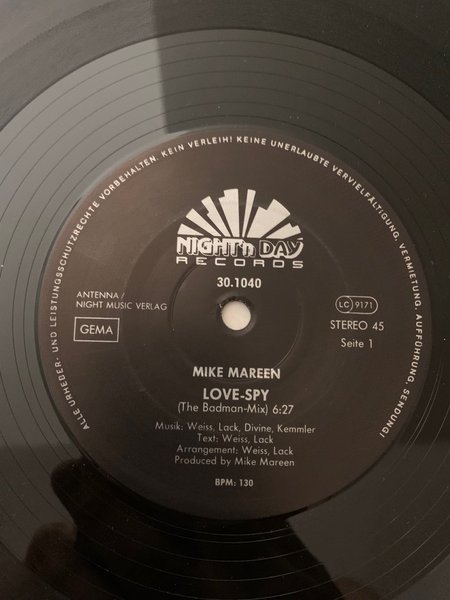 ALLE URHEBER- UND LEISTUNGSSCHUTZRECHTE VORBEHALTEN. KEIN VERLEIH! KEINE UNERLAUBTE VERVIELFÄLTIGUNG, VERMIETUNG, AUFFÜHRUNG, SENDUNG!
NIGHT'n DAY
RECORDS
30.1040
ANTENNA /
NIGHT MUSIC VERLAG
GEMA
LC 9171
STEREO 45
Seite 1
MIKE MAREEN
LOVE-SPY
(The Badman-Mix) 6:27
Musik: Weiss, Lack, Divine, Kemmler
Text: Weiss, Lack
Arrangement: Weiss, Lack
Produced by Mike Mareen
BPM: 130